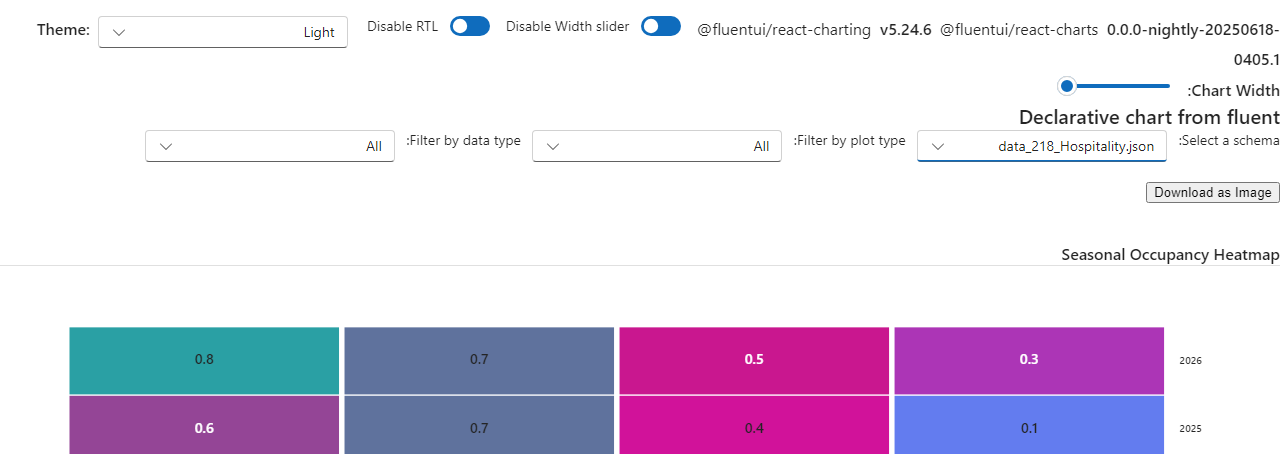 Theme: Light Disable RTL Disable Width slider @fluentui/react-charting v5.24.6 @fluentui/react-charts 0.0.0-nightly-20250618-
0405.1
:Chart Width
Declarative chart from fluent
:Select a schema data_218_Hospitality.json :Filter by plot type All :Filter by data type All
Download as Image
Seasonal Occupancy Heatmap
0.8 0.7 0.5 0.3 2026
0.6 0.7 0.4 0.1 2025